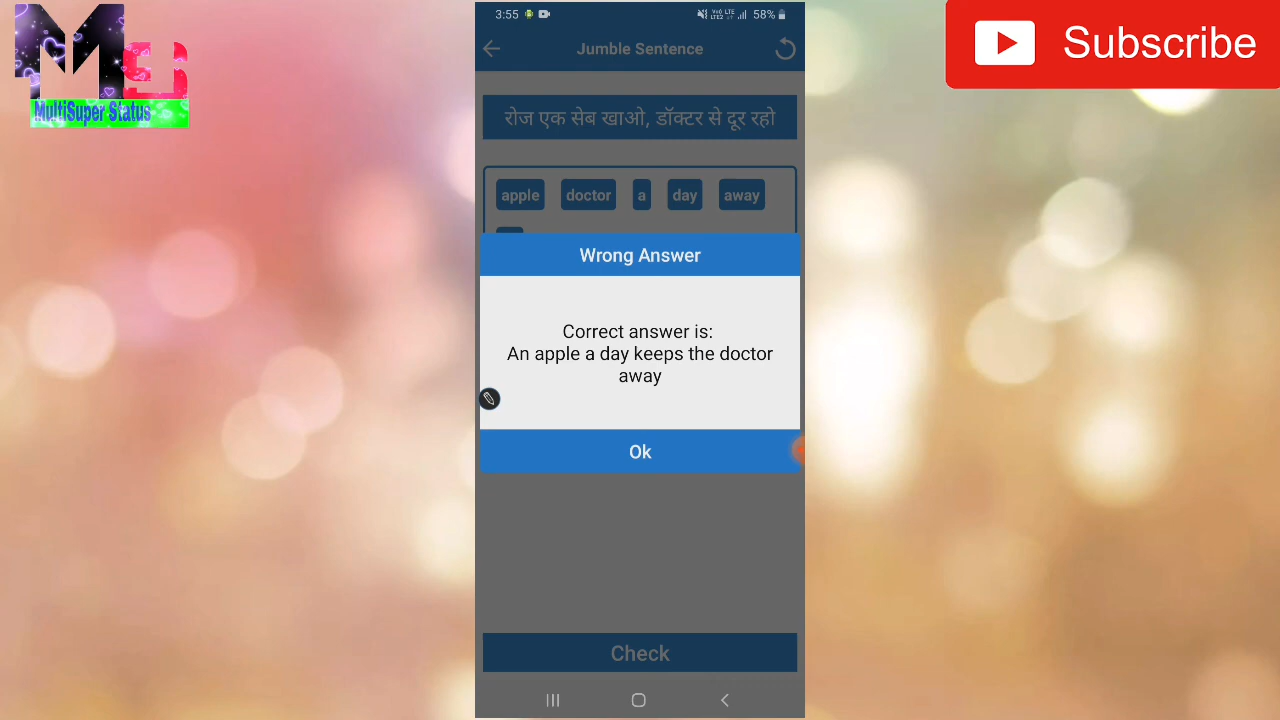 MS
MultiSuper Status
Subscribe
3:55
58%
Jumble Sentence
रोज एक सेब खाओ, डॉक्टर से दूर रहो
apple doctor a day away
Wrong Answer
Correct answer is:
An apple a day keeps the doctor
away
Ok
Check